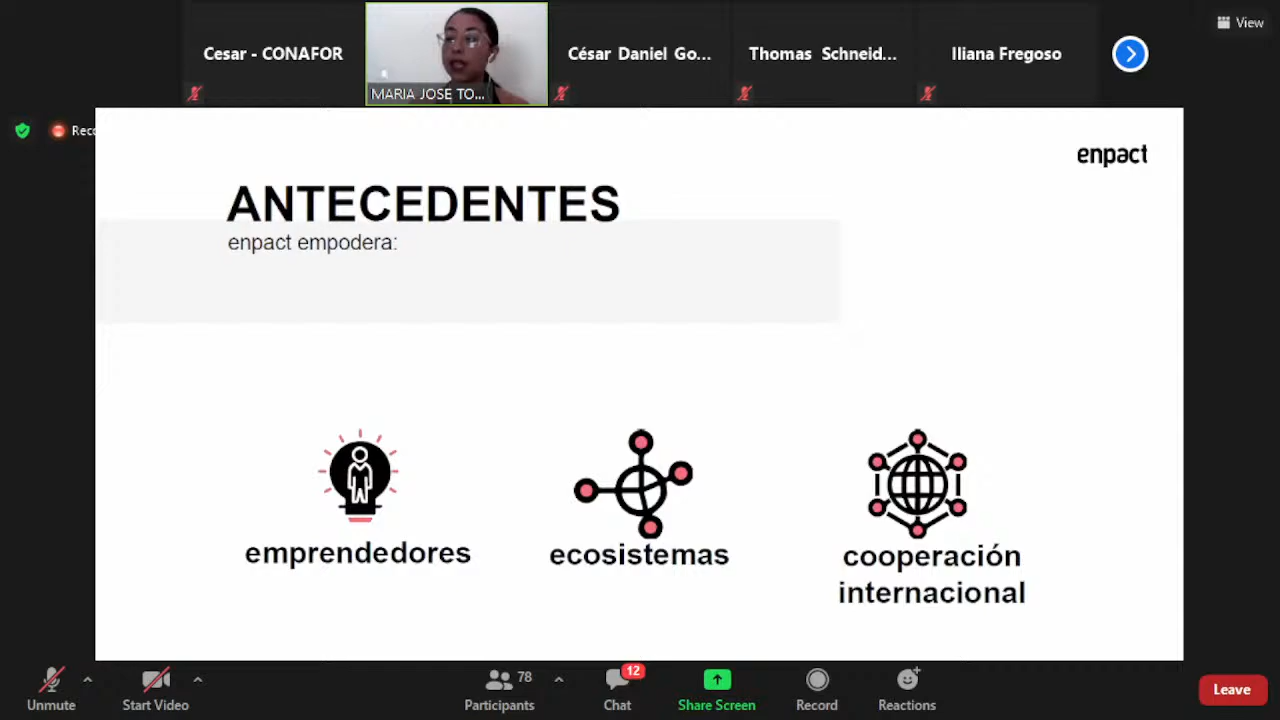 Cesar - CONAFOR
MARIA JOSE TO...
César Daniel Go...
Thomas Schneid...
Iliana Fregoso
View
Reco
enpact
ANTECEDENTES
enpact empodera:
emprendedores
ecosistemas
cooperación
internacional
Unmute
Start Video
78
Participants
12
Chat
Share Screen
Record
Reactions
Leave